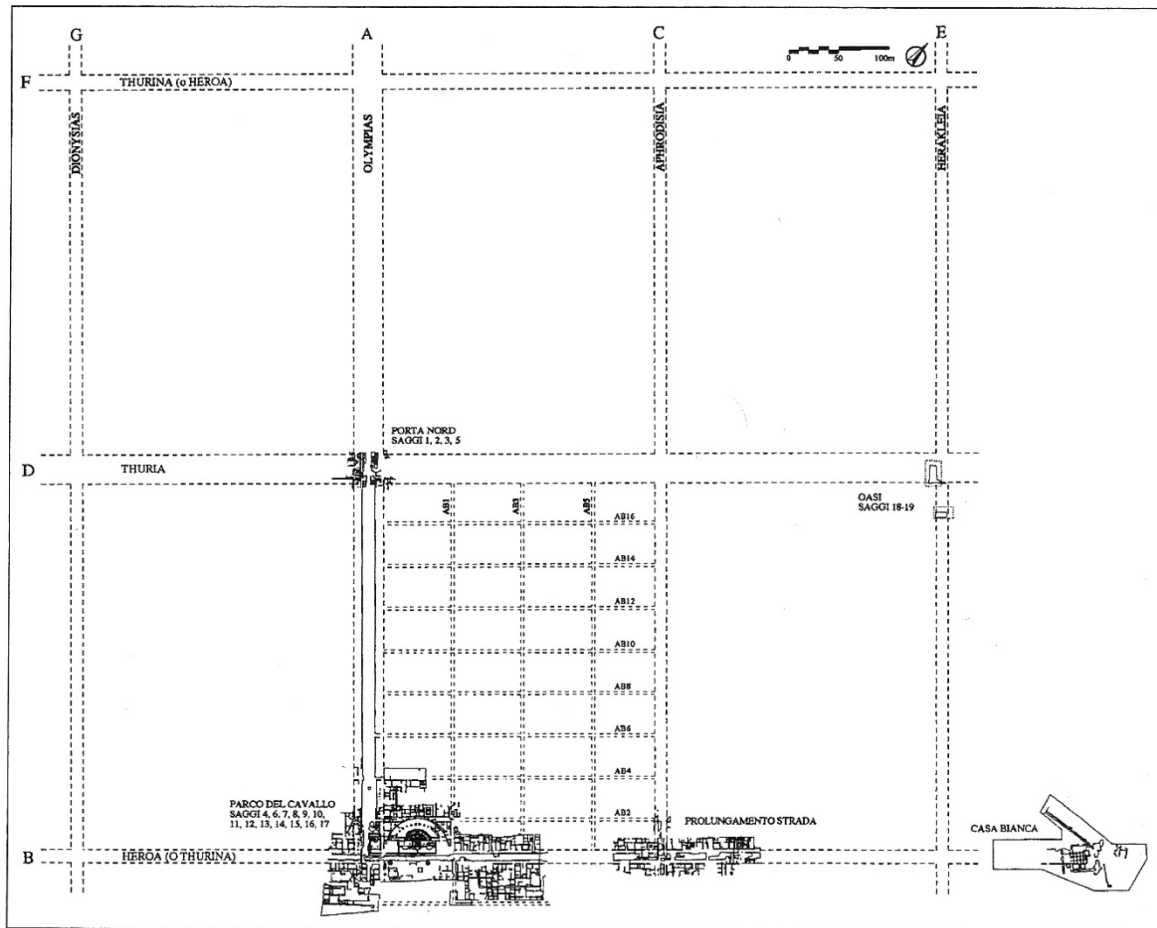 G
A
C
E
0 50 100m
F
THURINA (o HEROA)
DIONYSIAS
OLYMPIAS
APHRODISIA
HERAKLEIA
PORTA NORD
SAGGI 1, 2, 3, 5
D
THURIA
OASI
SAGGI 18-19
AB1
AB3
AB5
AB16
AB14
AB12
AB10
AB8
AB6
AB4
AB2
PARCO DEL CAVALLO
SAGGI 4, 6, 7, 8, 9, 10,
11, 12, 13, 14, 15, 16, 17
PROLUNGAMENTO STRADA
CASA BIANCA
B
HEROA (O THURINA)